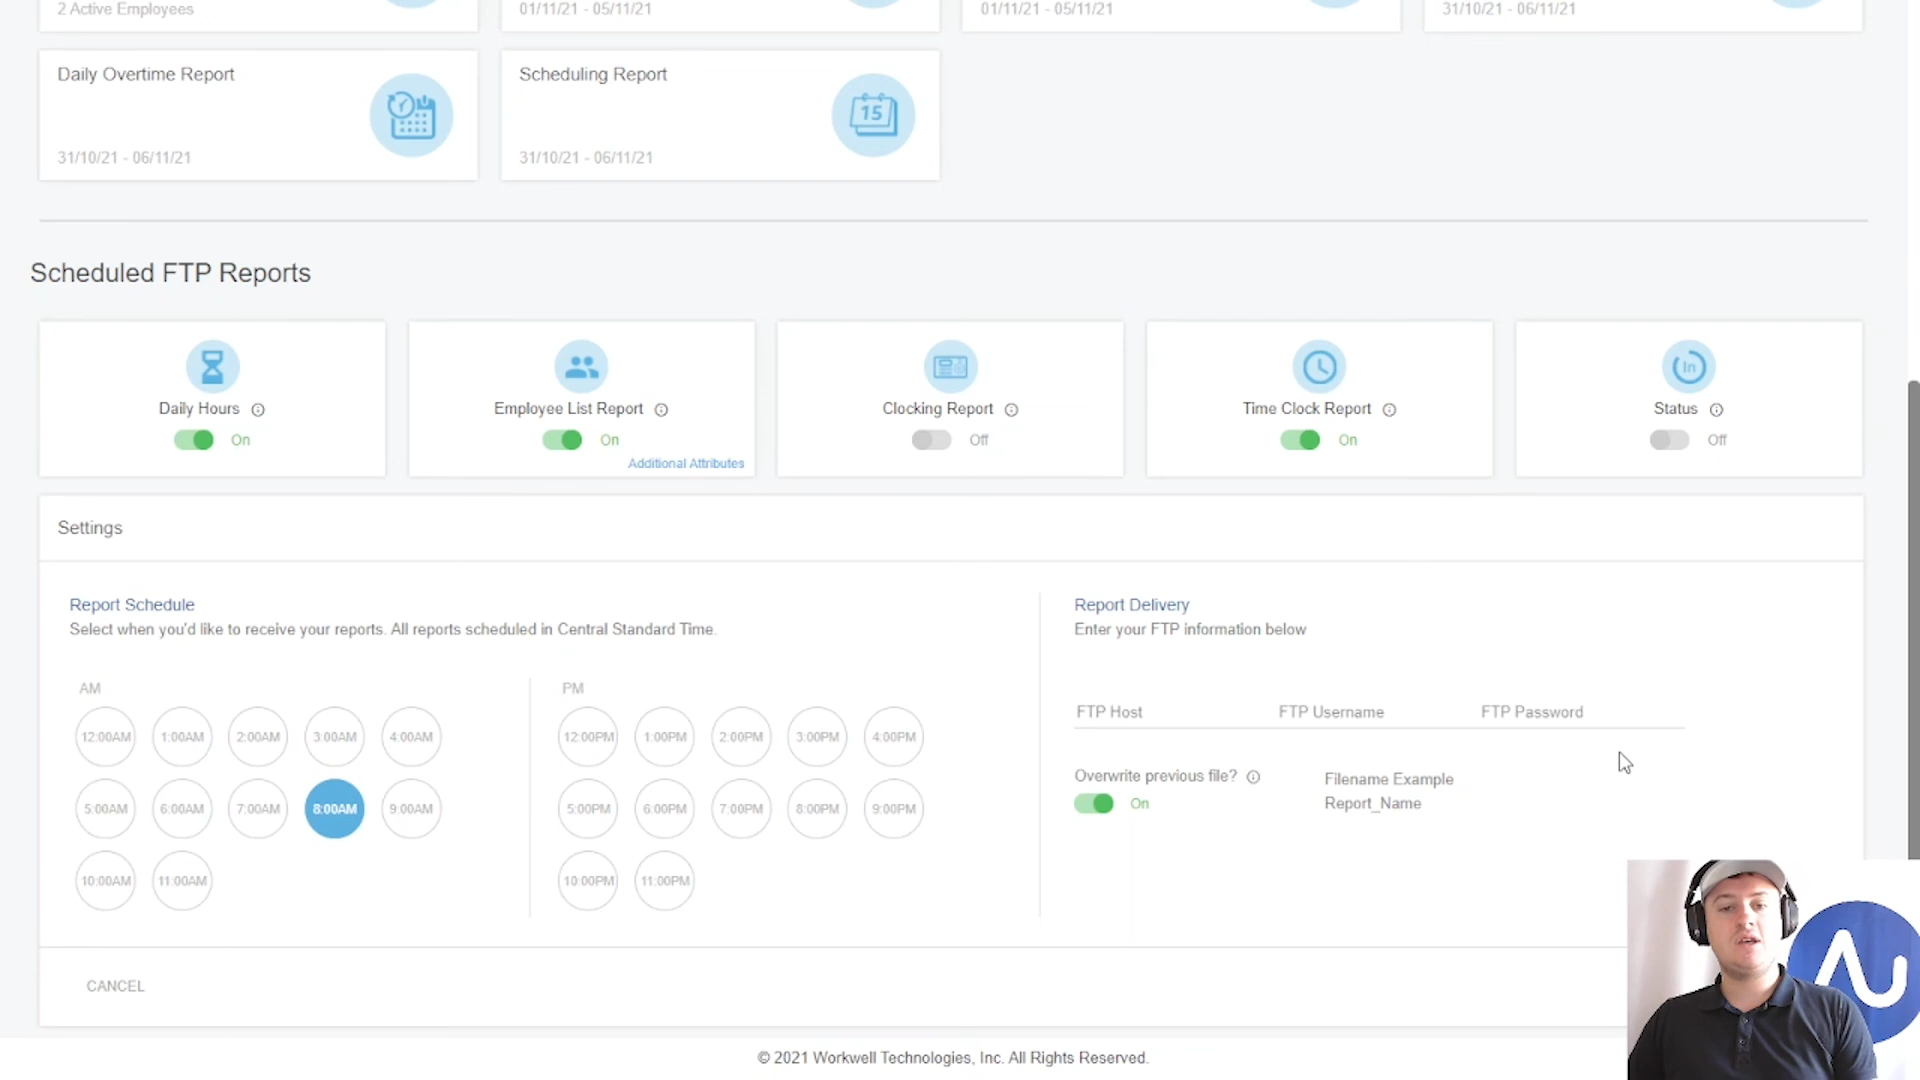 2 Active Employees
01/11/21 - 05/11/21
01/11/21 - 05/11/21
31/10/21 - 06/11/21
Daily Overtime Report
31/10/21 - 06/11/21
Scheduling Report
15
31/10/21 - 06/11/21
Scheduled FTP Reports
Daily Hours
On
Employee List Report
On
Additional Attributes
Clocking Report
Off
Time Clock Report
On
In
Status
Off
Settings
Report Schedule
Select when you'd like to receive your reports. All reports scheduled in Central Standard Time.
AM
12:00AM 1:00AM 2:00AM 3:00AM 4:00AM
5:00AM 6:00AM 7:00AM 8:00AM 9:00AM
10:00AM 11:00AM
PM
12:00PM 1:00PM 2:00PM 3:00PM 4:00PM
5:00PM 6:00PM 7:00PM 8:00PM 9:00PM
10:00PM 11:00PM
Report Delivery
Enter your FTP information below
FTP Host FTP Username FTP Password
Overwrite previous file?
On
Filename Example
Report_Name
CANCEL
© 2021 Workwell Technologies, Inc. All Rights Reserved.